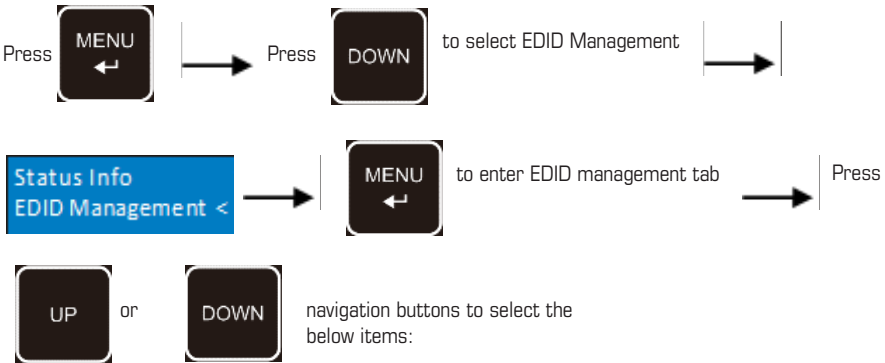 Press MENU ↵ Press DOWN to select EDID Management
Status Info
EDID Management <
MENU ↵ to enter EDID management tab Press
UP or DOWN navigation buttons to select the
below items: